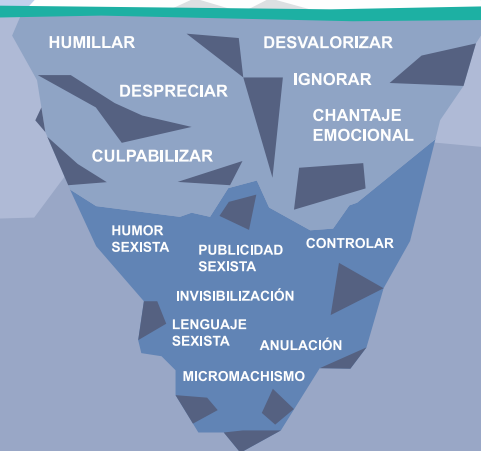 HUMILLAR
DESVALORIZAR
IGNORAR
DESPRECIAR
CHANTAJE
EMOCIONAL
CULPABILIZAR
HUMOR
SEXISTA
PUBLICIDAD
SEXISTA
CONTROLAR
INVISIBILIZACIÓN
LENGUAJE
SEXISTA
ANULACIÓN
MICROMACHISMO